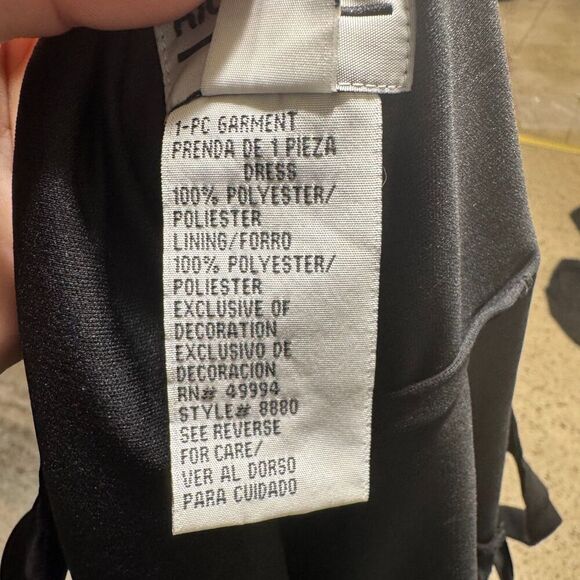 1-PC GARMENT
PRENDA DE 1 PIEZA
DRESS
100% POLYESTER/
POLIESTER
LINING/FORRO
100% POLYESTER/
POLIESTER
EXCLUSIVE OF
DECORATION
EXCLUSIVO DE
DECORACION
RN# 49994
STYLE# 8880
SEE REVERSE
FOR CARE/
VER AL DORSO
PARA CUIDADO